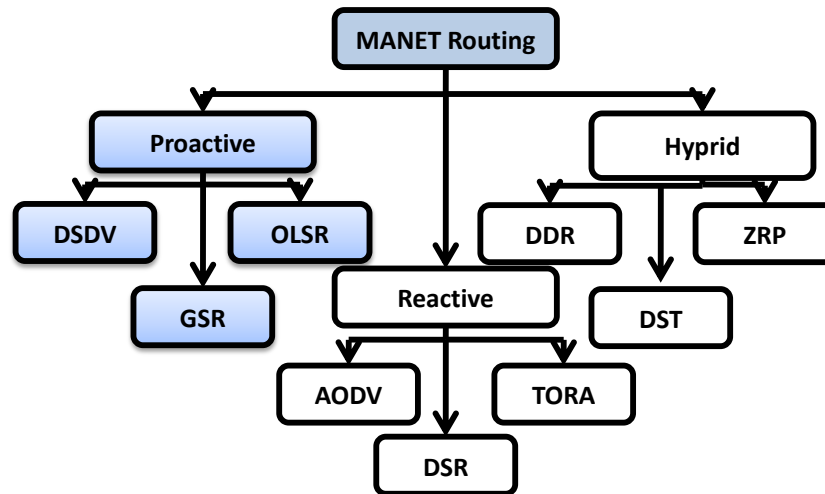 MANET Routing
Proactive
Hyprid
DSDV
OLSR
DDR
ZRP
GSR
Reactive
DST
AODV
TORA
DSR